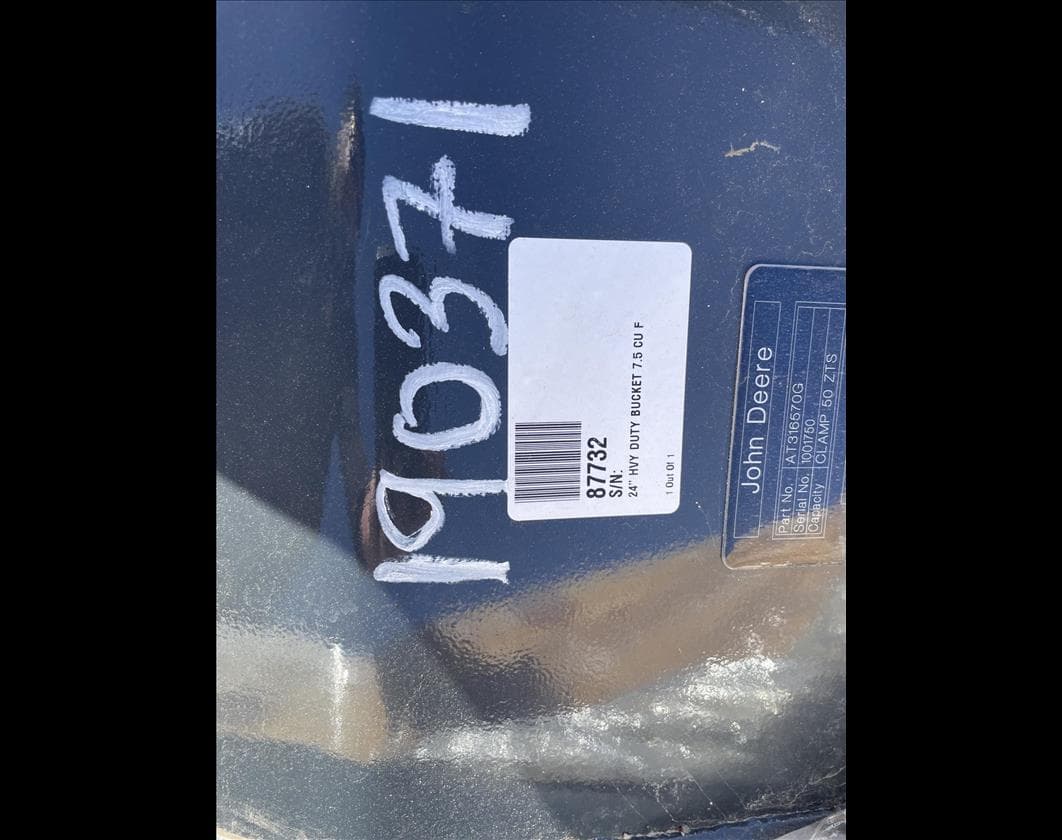 190371
87732
S/N:
24" HVY DUTY BUCKET 7.5 CU F
1 Out Of 1
John Deere
Part No. AT316570G
Serial No. 1001750
Capacity CLAMP 50 ZTS